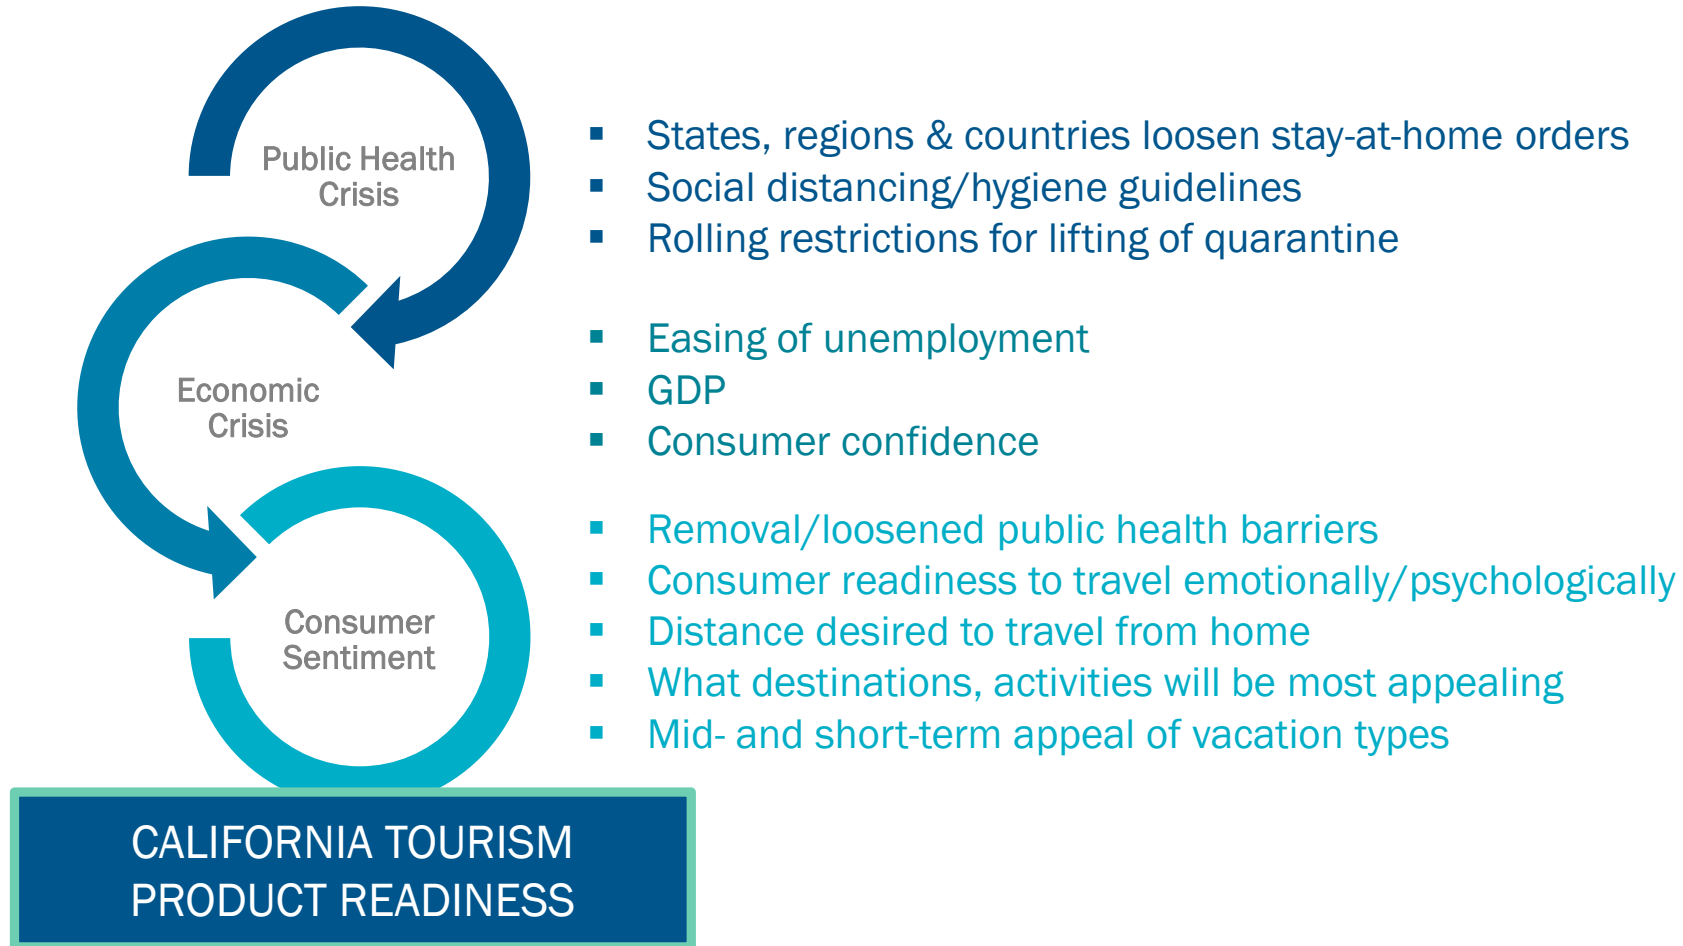 Public Health
Crisis
▪ States, regions & countries loosen stay-at-home orders
▪ Social distancing/hygiene guidelines
▪ Rolling restrictions for lifting of quarantine
Economic
Crisis
▪ Easing of unemployment
▪ GDP
▪ Consumer confidence
Consumer
Sentiment
▪ Removal/loosened public health barriers
▪ Consumer readiness to travel emotionally/psychologically
▪ Distance desired to travel from home
▪ What destinations, activities will be most appealing
▪ Mid- and short-term appeal of vacation types
CALIFORNIA TOURISM
PRODUCT READINESS